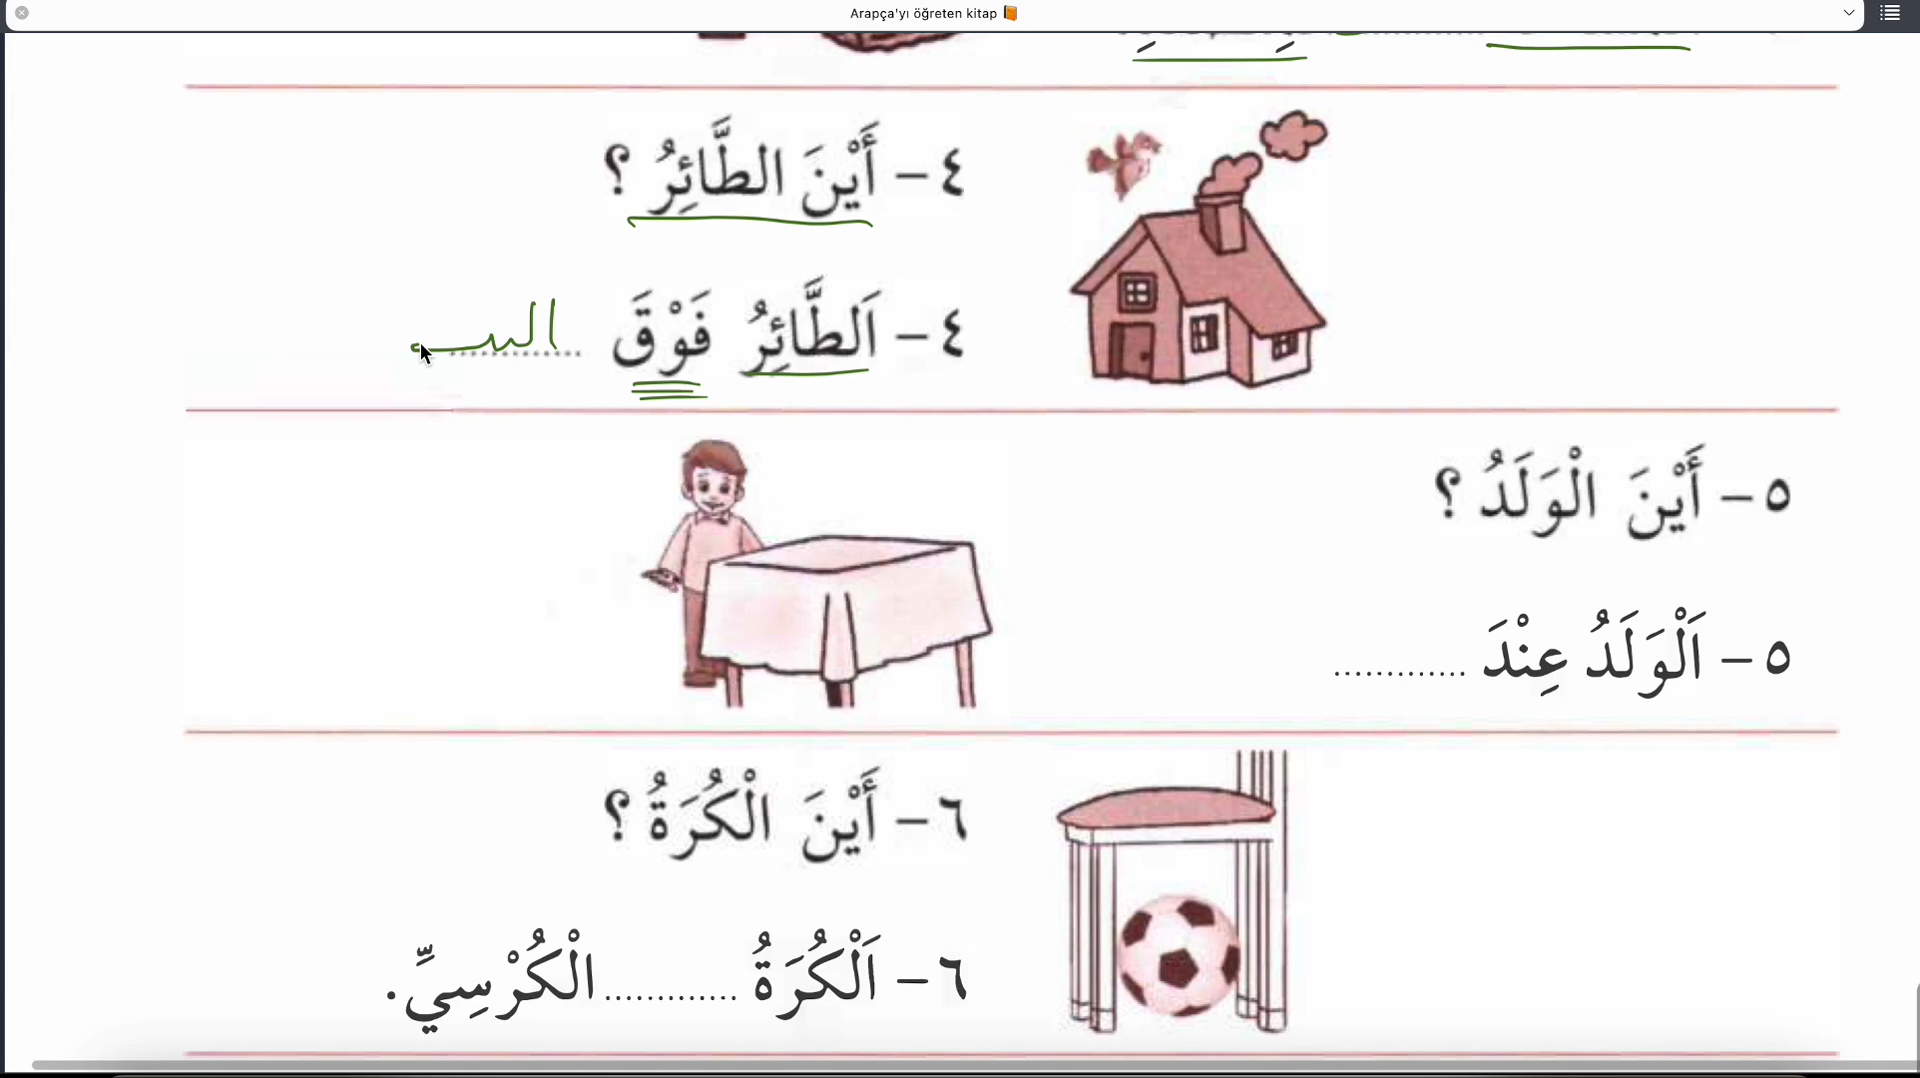 Arapça'yı öğreten kitap
٤ - أَيْنَ الطَّائِرُ ؟
٤ - اَلطَّائِرُ فَوْقَ ............
٥ - أَيْنَ الْوَلَدُ ؟
٥ - اَلْوَلَدُ عِنْدَ .............
٦ - أَيْنَ الْكُرَةُ ؟
٦ - اَلْكُرَةُ ............. الْكُرْسِيِّ.